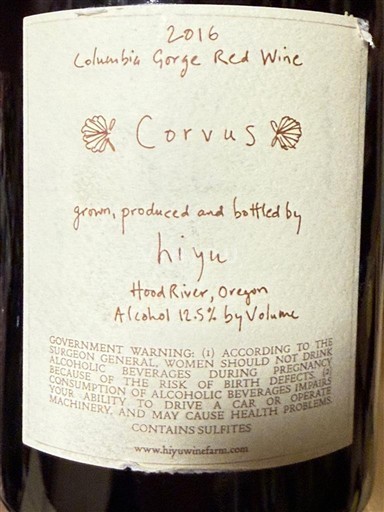 2016
Columbia Gorge Red Wine
Corvus
grown, produced and bottled by
hiyu
Hood River, Oregon
Alcohol 12.5% by Volume
GOVERNMENT WARNING: (1) ACCORDING TO THE
SURGEON GENERAL, WOMEN SHOULD NOT DRINK
ALCOHOLIC BEVERAGES DURING PREGNANCY
BECAUSE OF THE RISK OF BIRTH DEFECTS. (2)
CONSUMPTION OF ALCOHOLIC BEVERAGES IMPAIRS
YOUR ABILITY TO DRIVE A CAR OR OPERATE
MACHINERY, AND MAY CAUSE HEALTH PROBLEMS.
CONTAINS SULFITES
www.hiyuwinefarm.com